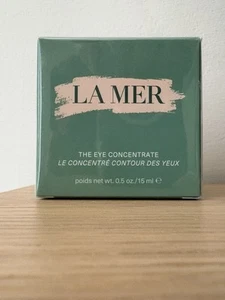 LA MER
THE EYE CONCENTRATE
LE CONCENTRÉ CONTOUR DES YEUX
poids net wt. 0.5 oz./15 ml ℮